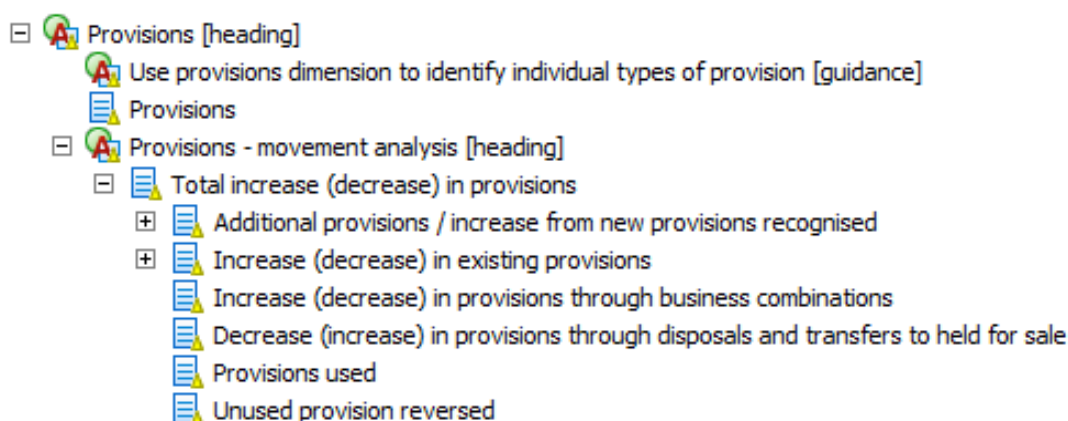 Provisions [heading]
Use provisions dimension to identify individual types of provision [guidance]
Provisions
Provisions - movement analysis [heading]
Total increase (decrease) in provisions
Additional provisions / increase from new provisions recognised
Increase (decrease) in existing provisions
Increase (decrease) in provisions through business combinations
Decrease (increase) in provisions through disposals and transfers to held for sale
Provisions used
Unused provision reversed